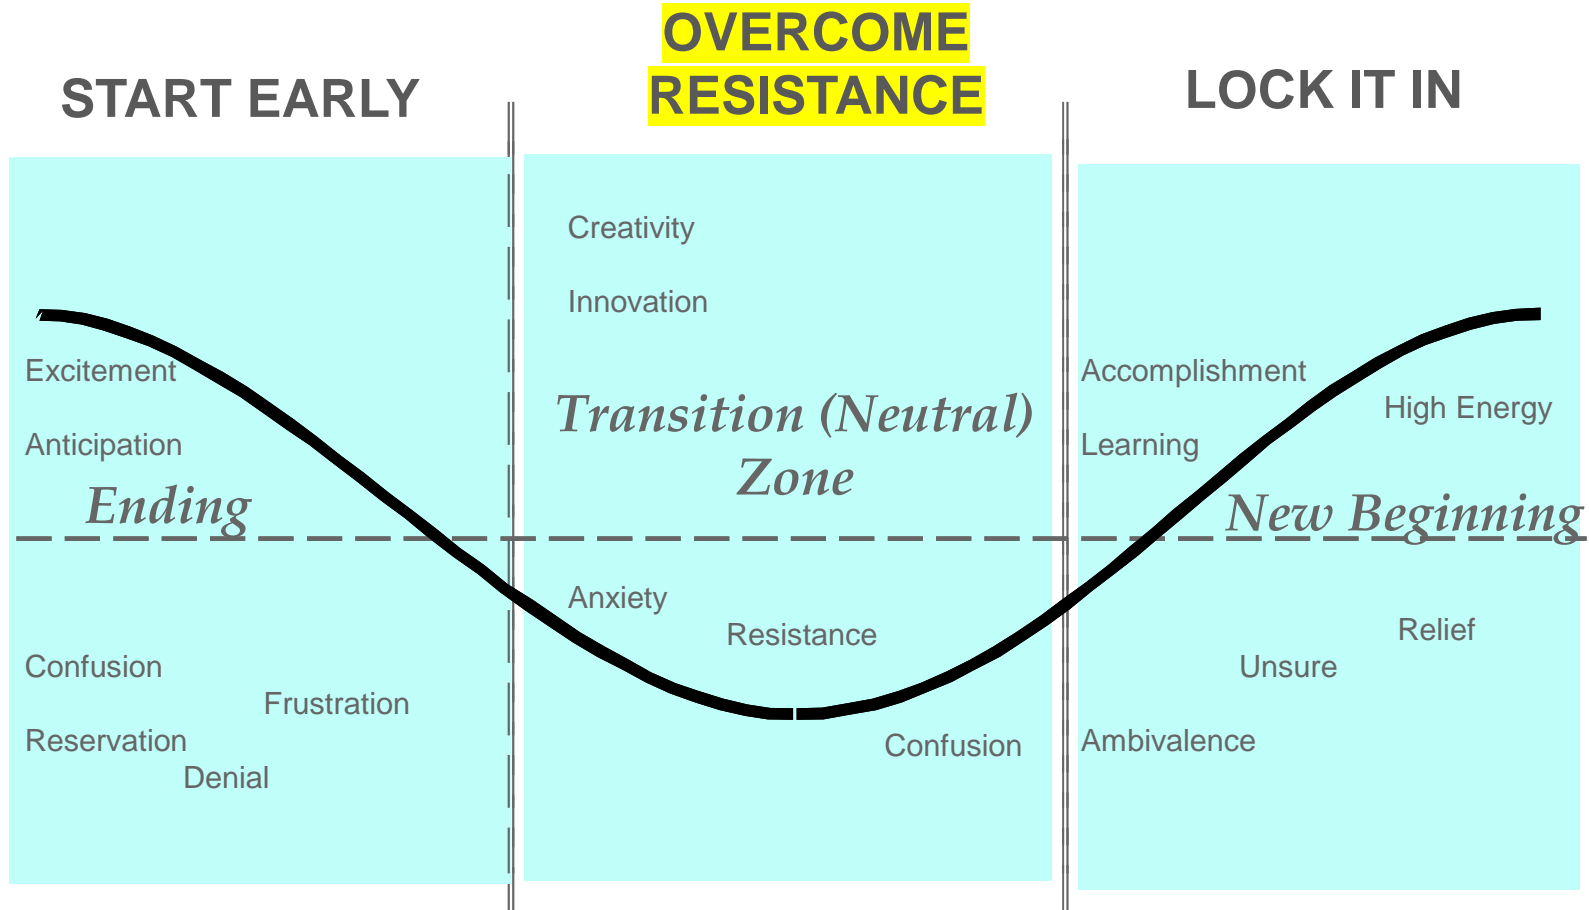 START EARLY
OVERCOME
RESISTANCE
LOCK IT IN
Excitement
Anticipation
Ending
Confusion
Frustration
Reservation
Denial
Creativity
Innovation
Transition (Neutral)
Zone
Anxiety
Resistance
Confusion
Accomplishment
High Energy
Learning
New Beginning
Relief
Unsure
Ambivalence